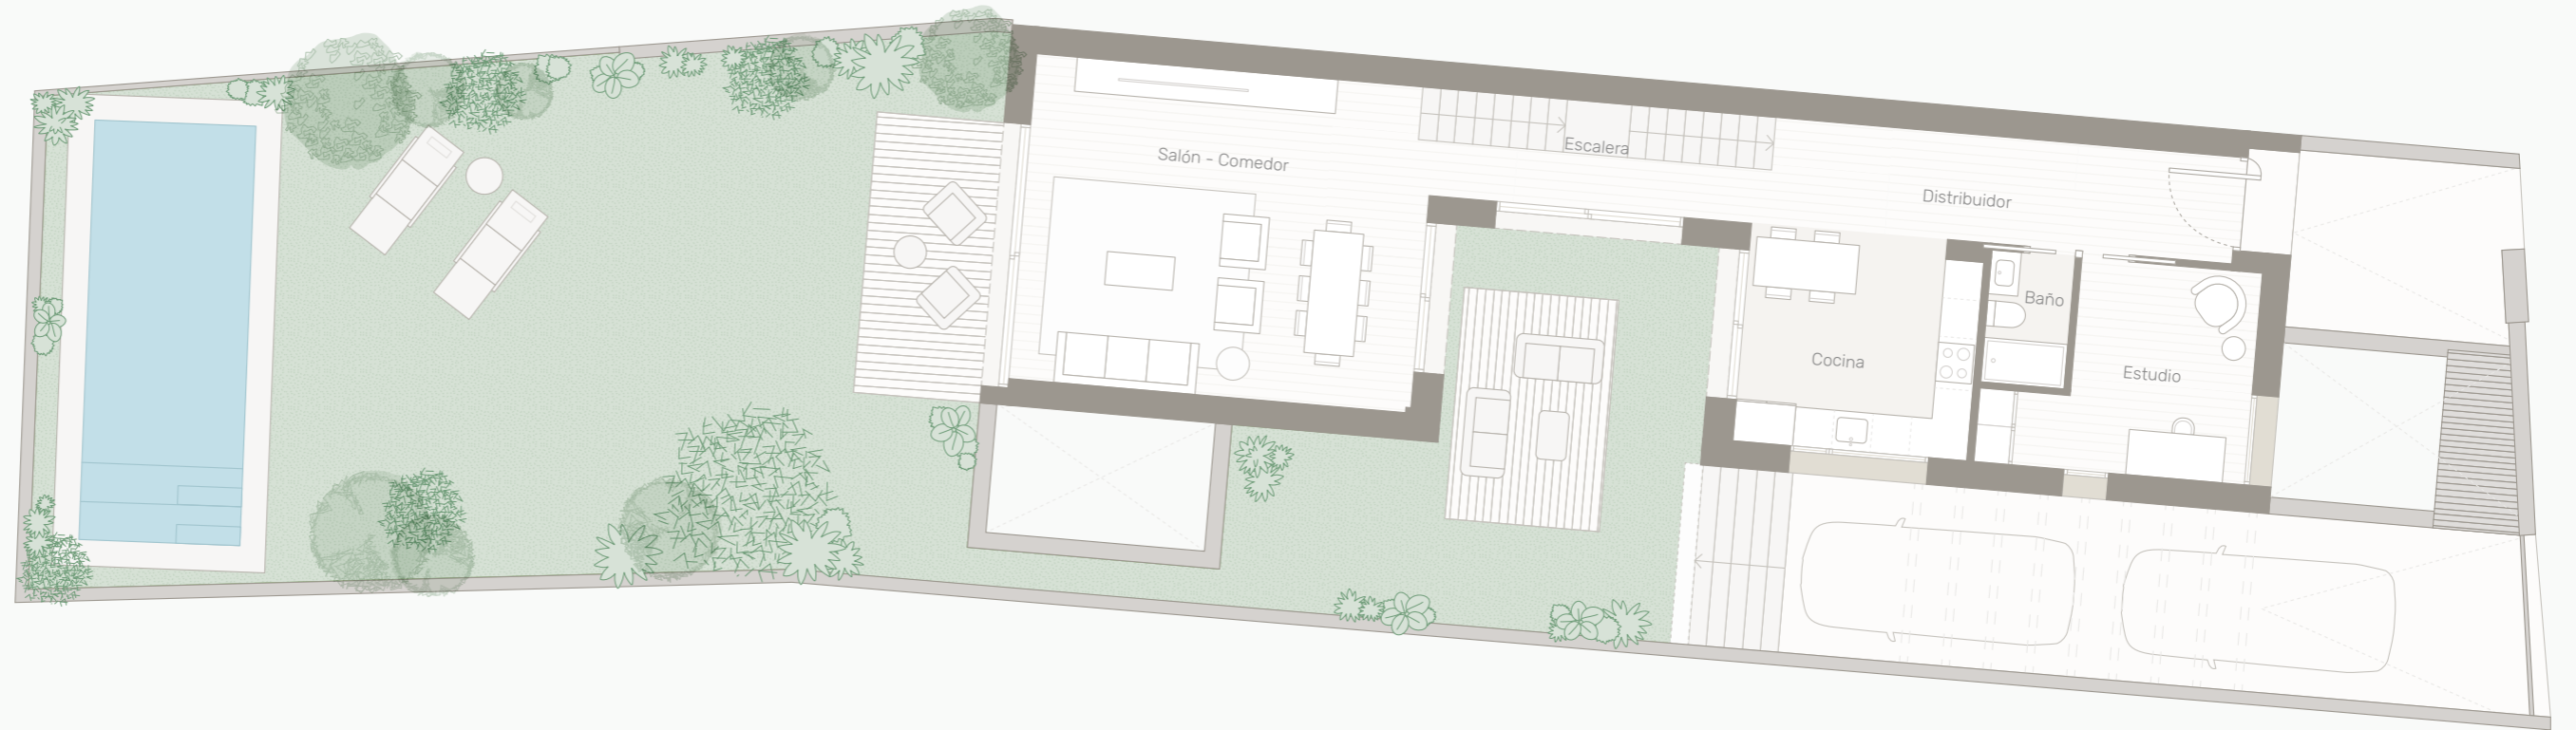 Salón - Comedor
Escalera
Distribuidor
Cocina
Baño
Estudio